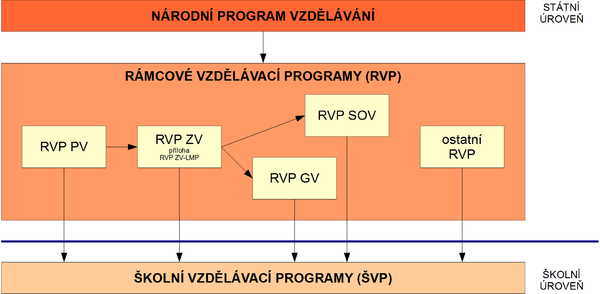 NÁRODNÍ PROGRAM VZDĚLÁVÁNÍ
STÁTNÍ
ÚROVEŇ
RÁMCOVÉ VZDĚLÁVACÍ PROGRAMY (RVP)
RVP PV
RVP ZV
příloha
RVP ZV-LMP
RVP SOV
RVP GV
ostatní
RVP
ŠKOLNÍ VZDĚLÁVACÍ PROGRAMY (ŠVP)
ŠKOLNÍ
ÚROVEŇ